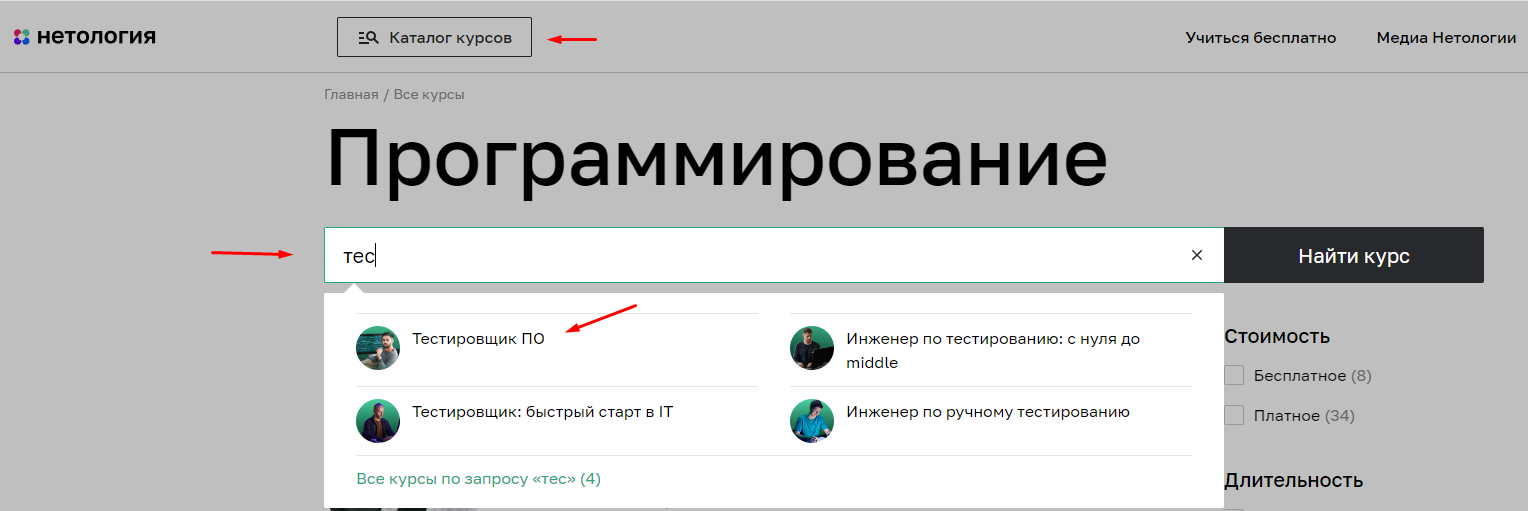 нетология
Каталог курсов
Учиться бесплатно
Медиа Нетологии
Главная / Все курсы
Программирование
тес
Найти курс
Тестировщик ПО
Инженер по тестированию: с нуля до
middle
Тестировщик: быстрый старт в IT
Инженер по ручному тестированию
Все курсы по запросу «тес» (4)
Стоимость
Бесплатное (8)
Платное (34)
Длительность